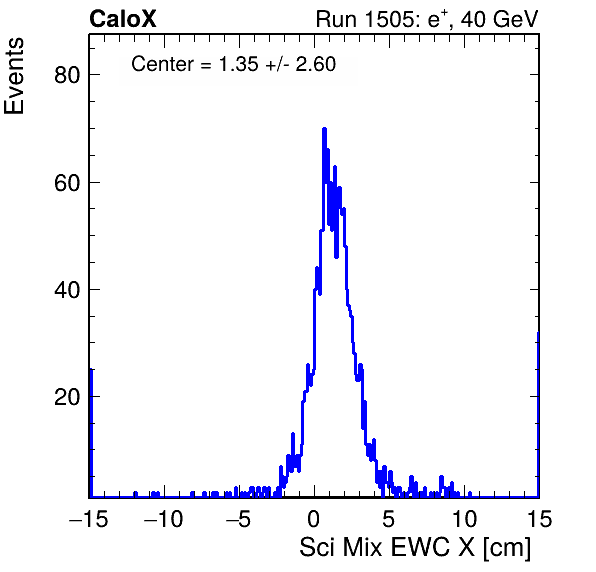 CaloX Run 1505: e⁺, 40 GeV
Center = 1.35 +/- 2.60
Events
80
60
40
20
−15 −10 −5 0 5 10 15
Sci Mix EWC X [cm]